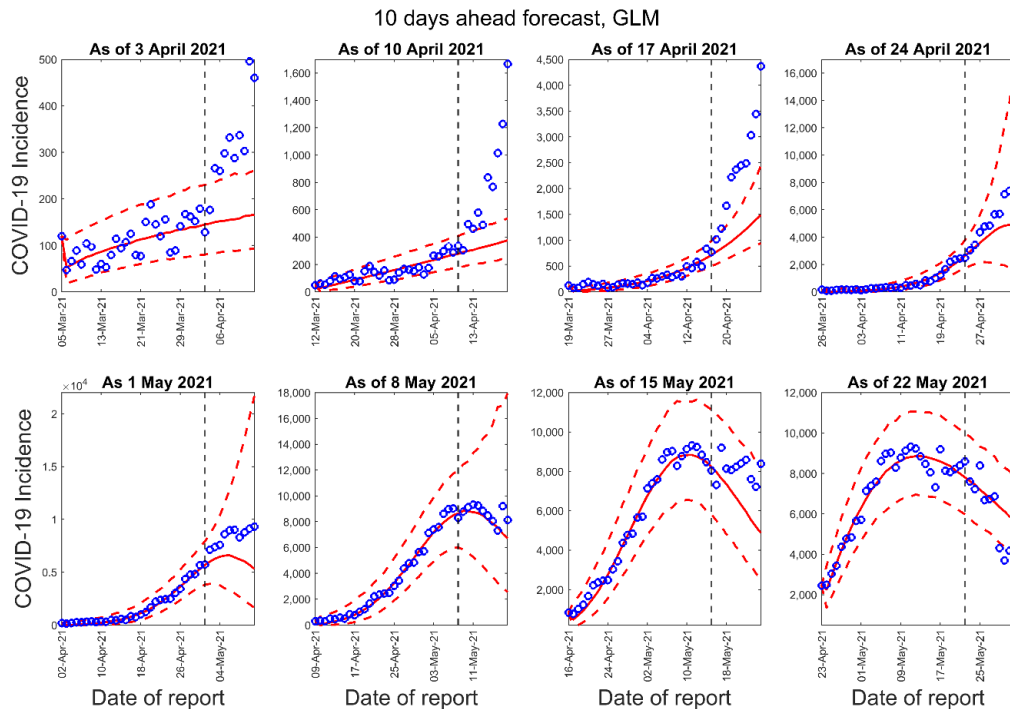 10 days ahead forecast, GLM
As of 3 April 2021
As of 10 April 2021
As of 17 April 2021
As of 24 April 2021
COVID-19 Incidence
500
400
300
200
100
0
05-Mar-21
13-Mar-21
21-Mar-21
29-Mar-21
06-Apr-21
1,600
1,400
1,200
1,000
800
600
400
200
0
12-Mar-21
20-Mar-21
28-Mar-21
05-Apr-21
13-Apr-21
4,500
4,000
3,500
3,000
2,500
2,000
1,500
1,000
500
0
19-Mar-21
27-Mar-21
04-Apr-21
12-Apr-21
20-Apr-21
16,000
14,000
12,000
10,000
8,000
6,000
4,000
2,000
0
26-Mar-21
03-Apr-21
11-Apr-21
19-Apr-21
27-Apr-21
As 1 May 2021
As of 8 May 2021
As of 15 May 2021
As of 22 May 2021
COVID-19 Incidence
×10⁴
2
1.5
1
0.5
0
02-Apr-21
10-Apr-21
18-Apr-21
26-Apr-21
04-May-21
18,000
16,000
14,000
12,000
10,000
8,000
6,000
4,000
2,000
0
09-Apr-21
17-Apr-21
25-Apr-21
03-May-21
11-May-21
12,000
10,000
8,000
6,000
4,000
2,000
16-Apr-21
24-Apr-21
02-May-21
10-May-21
18-May-21
12,000
10,000
8,000
6,000
4,000
2,000
23-Apr-21
01-May-21
09-May-21
17-May-21
25-May-21
Date of report
Date of report
Date of report
Date of report